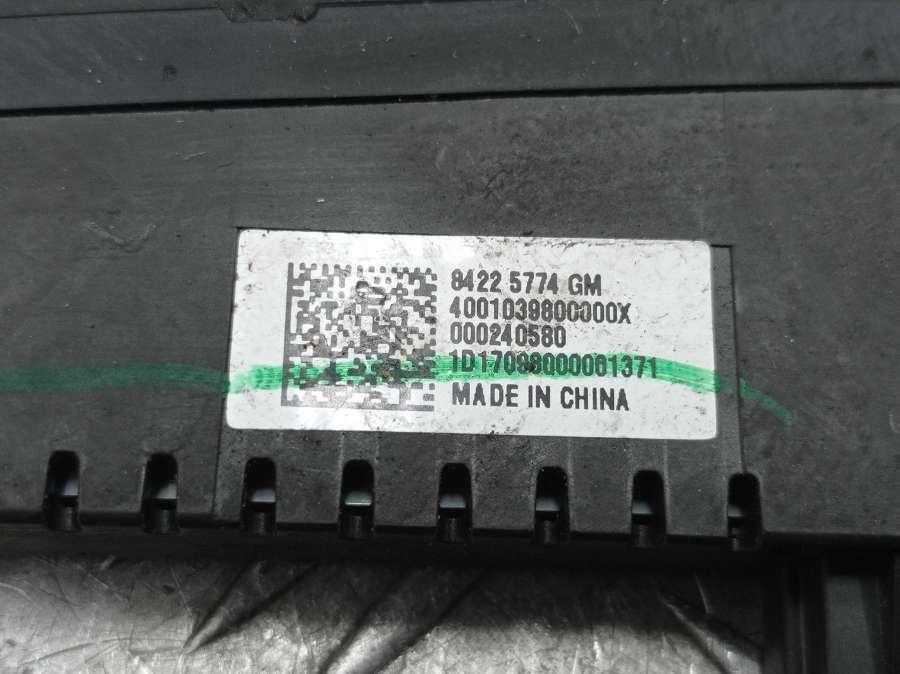 8422 5774 GM
4001039800000X
000240580
1D17098000001371
MADE IN CHINA